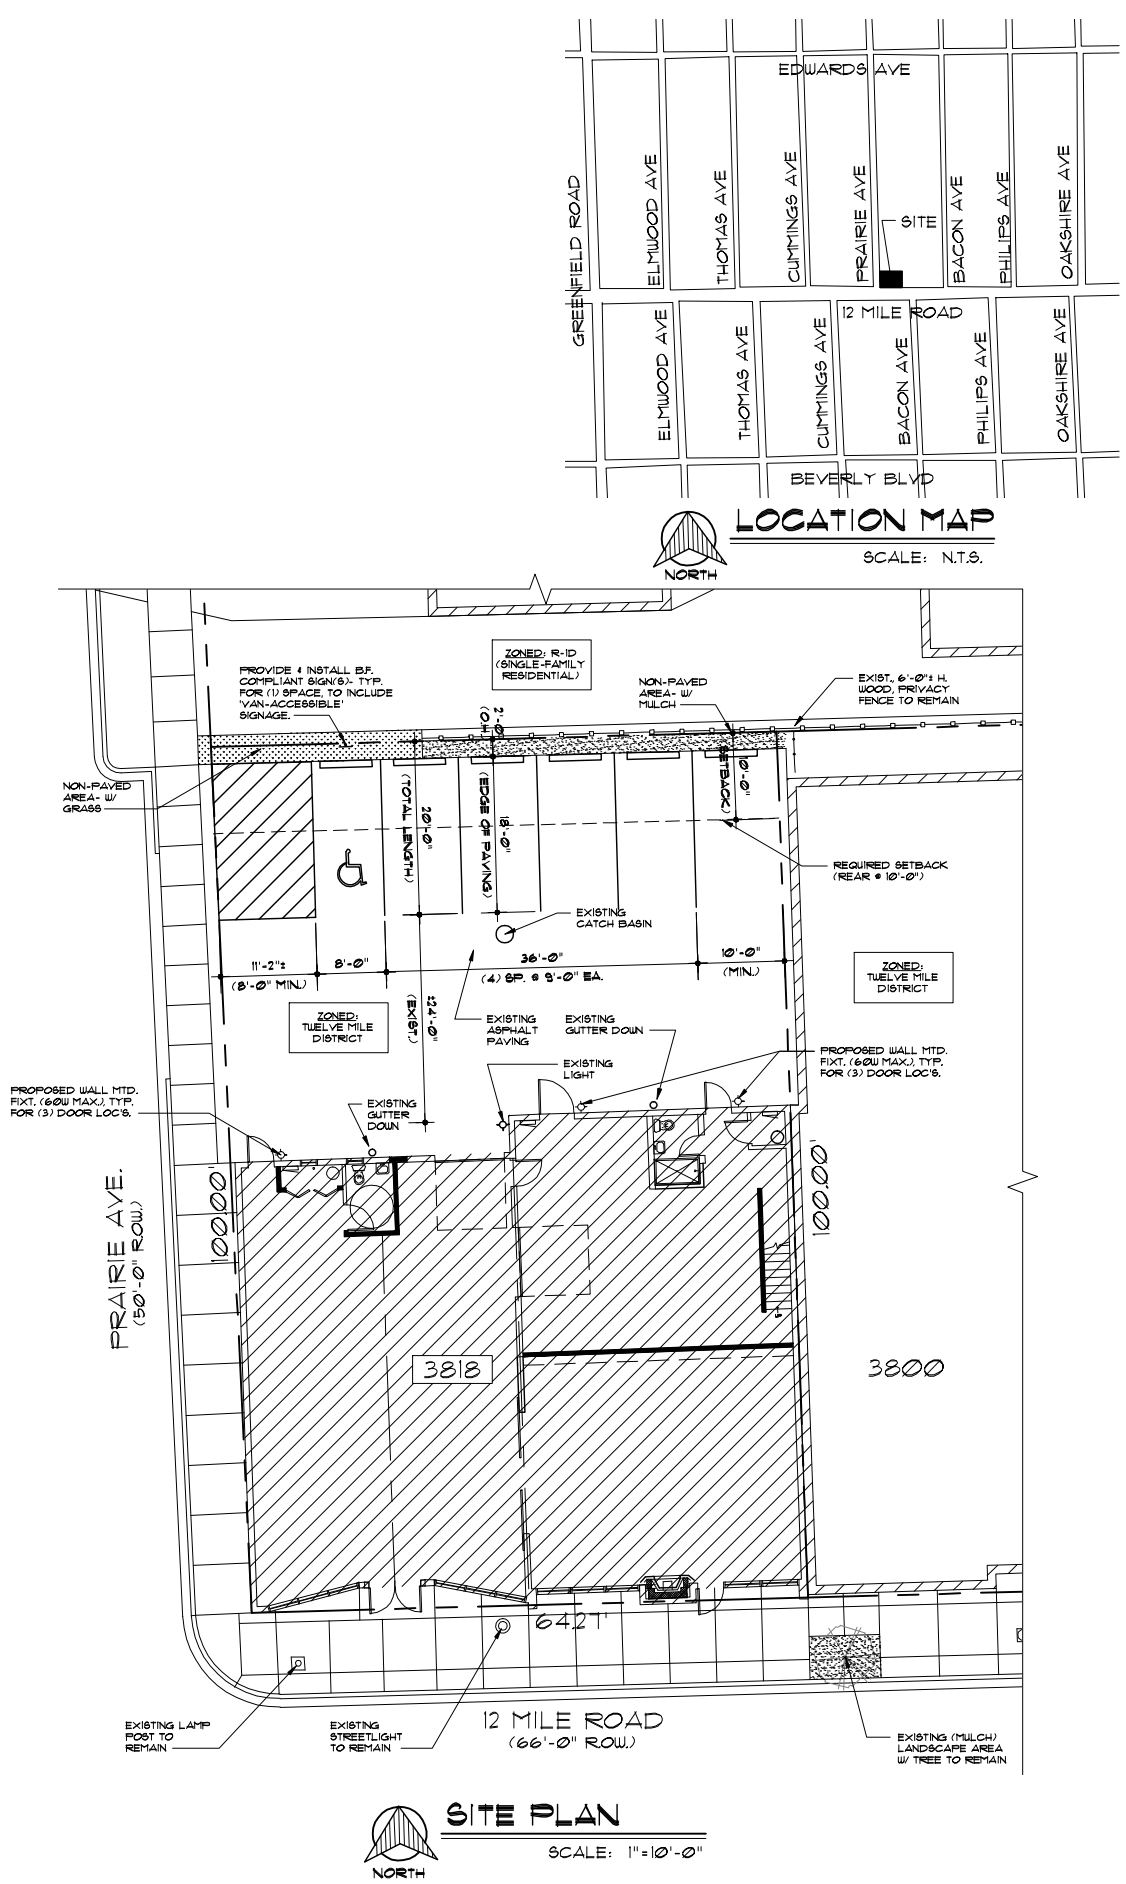 EDWARDS AVE
GREENFIELD ROAD
ELMWOOD AVE
THOMAS AVE
CUMMINGS AVE
PRAIRIE AVE
SITE
BACON AVE
PHILIPS AVE
OAKSHIRE AVE
12 MILE ROAD
ELMWOOD AVE
THOMAS AVE
CUMMINGS AVE
BACON AVE
PHILIPS AVE
OAKSHIRE AVE
BEVERLY BLVD
LOCATION MAP
SCALE: N.T.S.
NORTH
ZONED: R-1D
(SINGLE-FAMILY
RESIDENTIAL)
PROVIDE & INSTALL B.F.
COMPLIANT SIGN(S)- TYP.
FOR (1) SPACE, TO INCLUDE
'VAN-ACCESSIBLE'
SIGNAGE.
NON-PAVED
AREA- W/
MULCH
EXIST., 6'-0"± H.
WOOD, PRIVACY
FENCE TO REMAIN
2'-0"
(O.H.)
NON-PAVED
AREA- W/
GRASS
20'-0"
(TOTAL LENGTH)
18'-0"
(EDGE OF PAVING)
10'-0"
(SETBACK)
REQUIRED SETBACK
(REAR @ 10'-0")
EXISTING
CATCH BASIN
11'-2"±
(8'-0" MIN.)
8'-0"
36'-0"
(4) SP. @ 9'-0" EA.
10'-0"
(MIN.)
ZONED:
TWELVE MILE
DISTRICT
ZONED:
TWELVE MILE
DISTRICT
±24'-0"
(EXIST.)
EXISTING
ASPHALT
PAVING
EXISTING
GUTTER DOWN
EXISTING
LIGHT
PROPOSED WALL MTD.
FIXT. (60W MAX.), TYP.
FOR (3) DOOR LOC'S.
PROPOSED WALL MTD.
FIXT. (60W MAX.), TYP.
FOR (3) DOOR LOC'S.
EXISTING
GUTTER
DOWN
PRAIRIE AVE.
(50'-0" R.O.W.)
100.00'
100.00'
3818
3800
64.27'
12 MILE ROAD
(66'-0" R.O.W.)
EXISTING LAMP
POST TO
REMAIN
EXISTING
STREETLIGHT
TO REMAIN
EXISTING (MULCH)
LANDSCAPE AREA
W/ TREE TO REMAIN
SITE PLAN
SCALE: 1"=10'-0"
NORTH